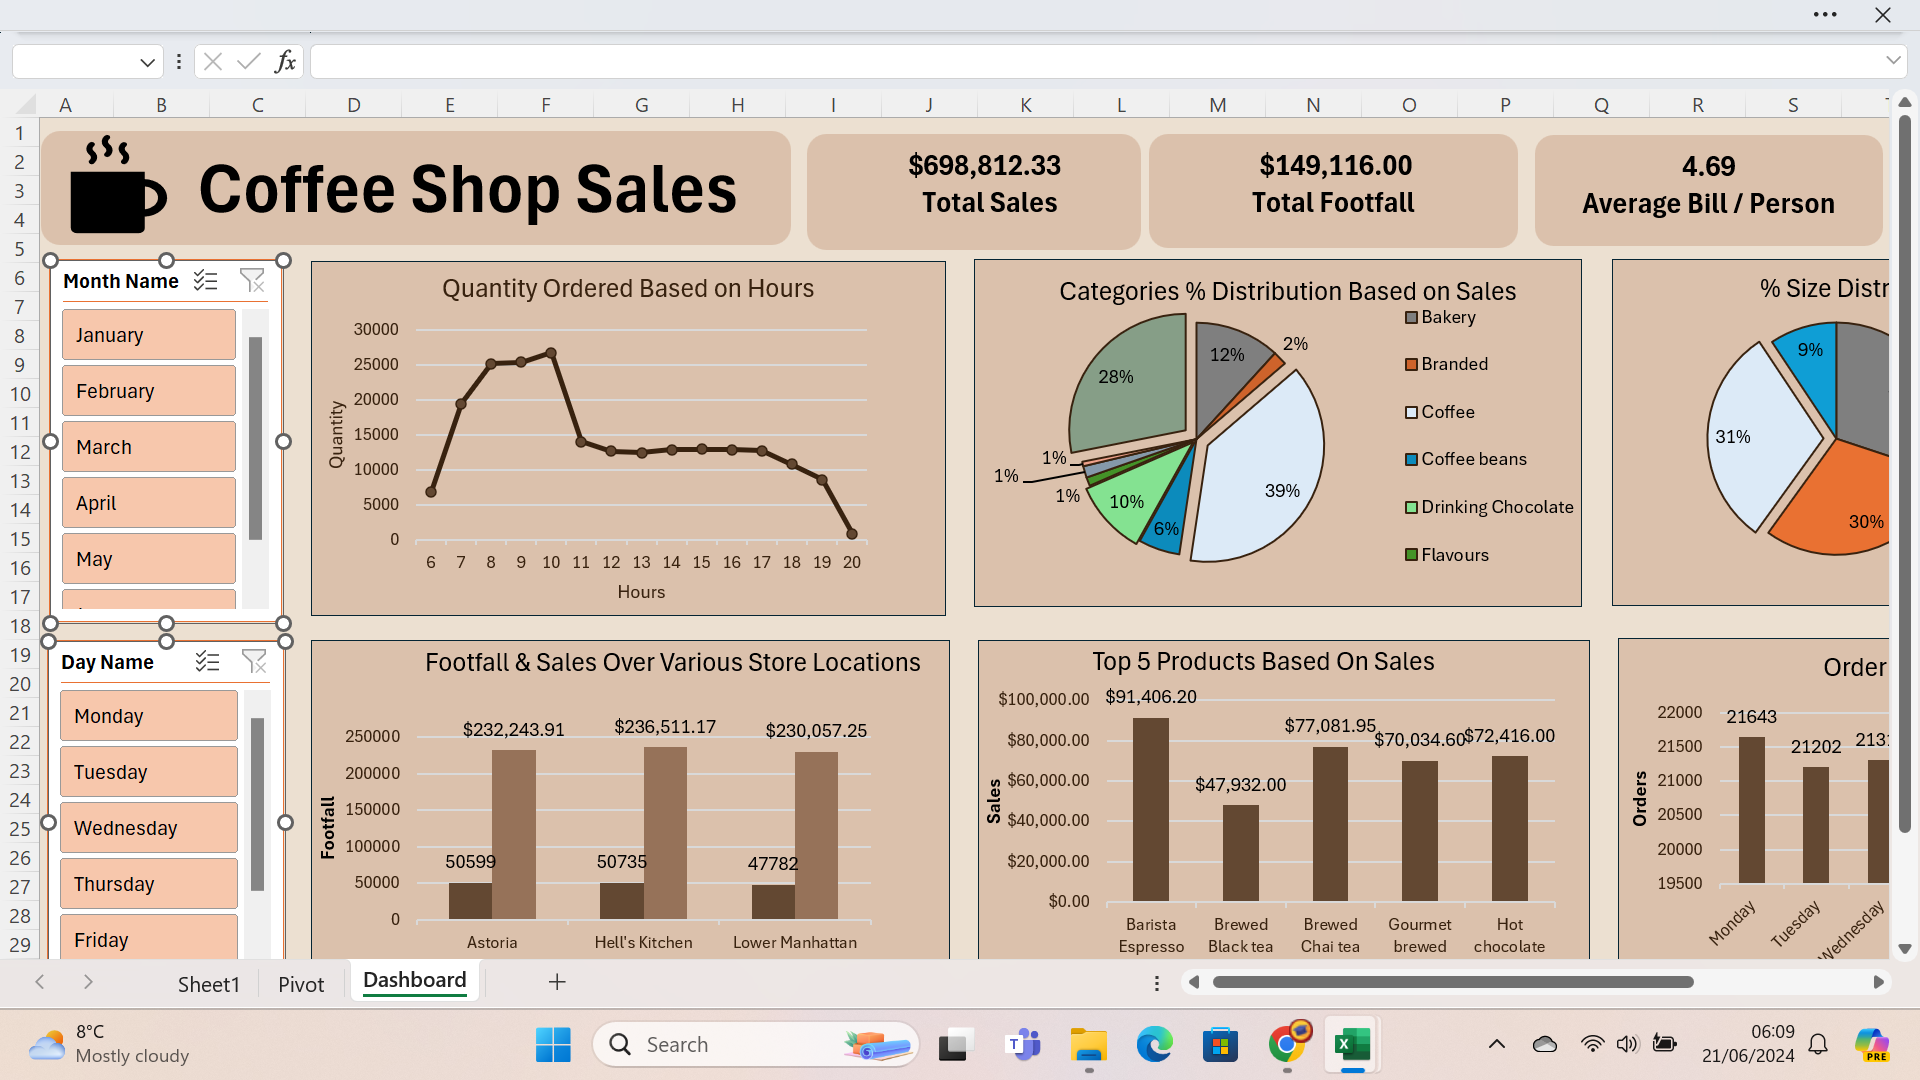 fx
A B C D E F G H I J K L M N O P Q R S
1
2
3
4
5
6
7
8
9
10
11
12
13
14
15
16
17
18
19
20
21
22
23
24
25
26
27
28
29
Coffee Shop Sales
$698,812.33
Total Sales
$149,116.00
Total Footfall
4.69
Average Bill / Person
Month Name
January
February
March
April
May
Day Name
Monday
Tuesday
Wednesday
Thursday
Friday
Quantity Ordered Based on Hours
Quantity
30000
25000
20000
15000
10000
5000
0
6 7 8 9 10 11 12 13 14 15 16 17 18 19 20
Hours
Categories % Distribution Based on Sales
12%
2%
28%
39%
1%
1%
1%
10%
6%
Bakery
Branded
Coffee
Coffee beans
Drinking Chocolate
Flavours
% Size Distr
9%
31%
30%
Footfall & Sales Over Various Store Locations
Footfall
250000
200000
150000
100000
50000
0
$232,243.91
$236,511.17
$230,057.25
50599
50735
47782
Astoria
Hell's Kitchen
Lower Manhattan
Top 5 Products Based On Sales
Sales
$100,000.00
$80,000.00
$60,000.00
$40,000.00
$20,000.00
$0.00
$91,406.20
$47,932.00
$77,081.95
$70,034.60
$72,416.00
Barista
Espresso
Brewed
Black tea
Brewed
Chai tea
Gourmet
brewed
Hot
chocolate
Order
Orders
22000
21500
21000
20500
20000
19500
21643
21202
213
Monday
Tuesday
Wednesday
Sheet1
Pivot
Dashboard
8°C
Mostly cloudy
Search
T
X
06:09
21/06/2024
PRE